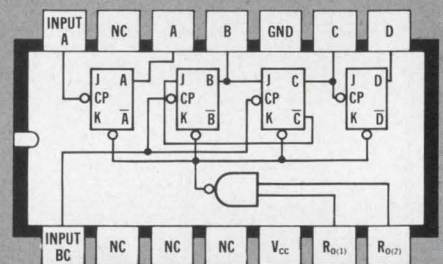 INPUT A NC A B GND C D
J A J B J C J D
CP CP CP CP
K A̅ K B̅ K C̅ K D̅
INPUT BC NC NC NC Vcc R0(1) R0(2)